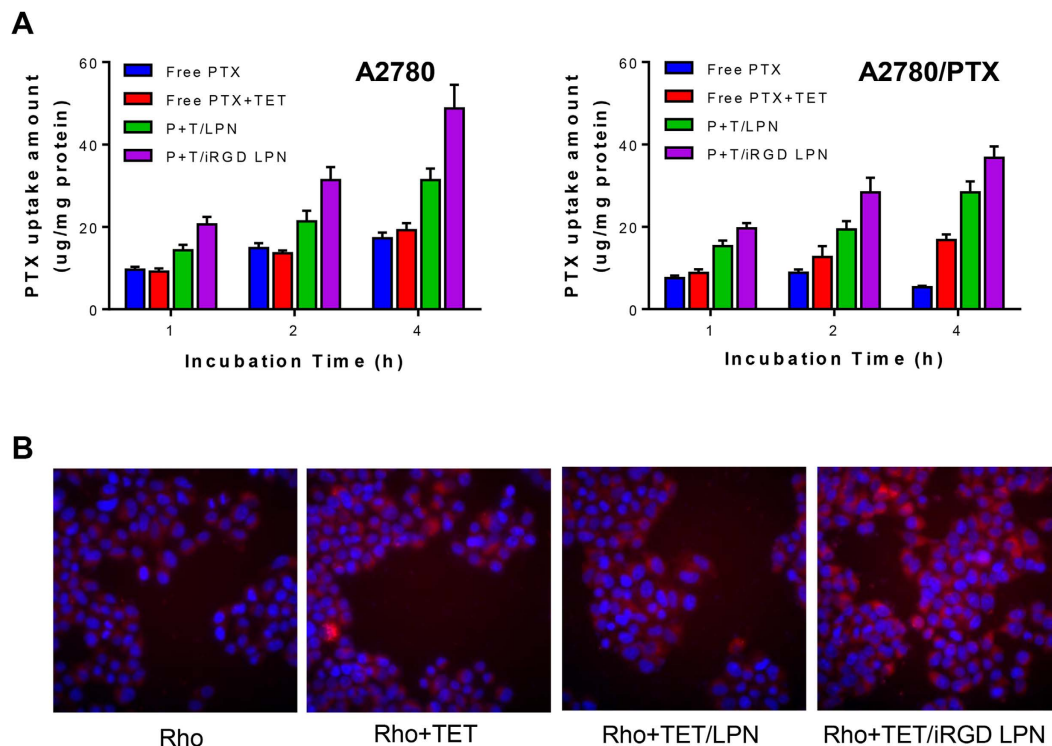 A
A2780
Free PTX
Free PTX+TET
P+T/LPN
P+T/iRGD LPN
PTX uptake amount
(ug/mg protein)
60
40
20
0
1 2 4
Incubation Time (h)
A2780/PTX
Free PTX
Free PTX+TET
P+T/LPN
P+T/iRGD LPN
PTX uptake amount
(ug/mg protein)
60
40
20
0
1 2 4
Incubation Time (h)
B
Rho Rho+TET Rho+TET/LPN Rho+TET/iRGD LPN